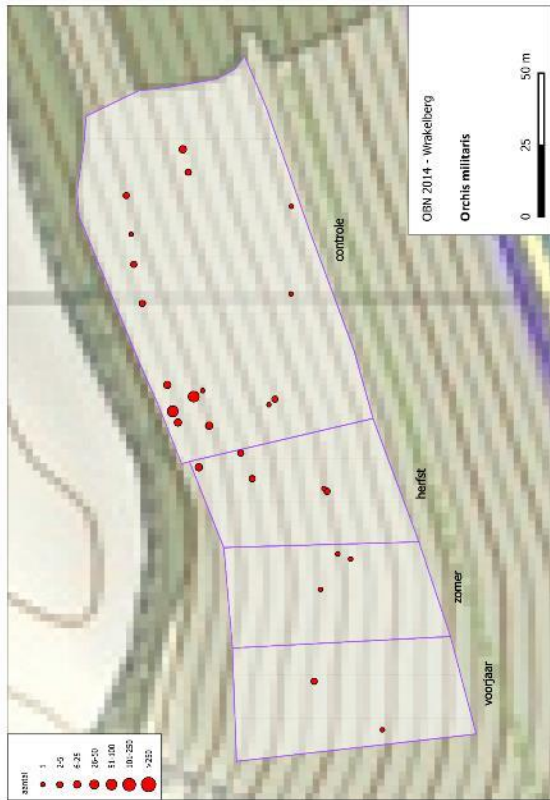 OBN 2014 - Wrakelberg
Orchis militaris
0 25 50 m
aantal
1
2-5
6-25
26-50
51-100
101-250
>250
voorjaar
zomer
herfst
controle